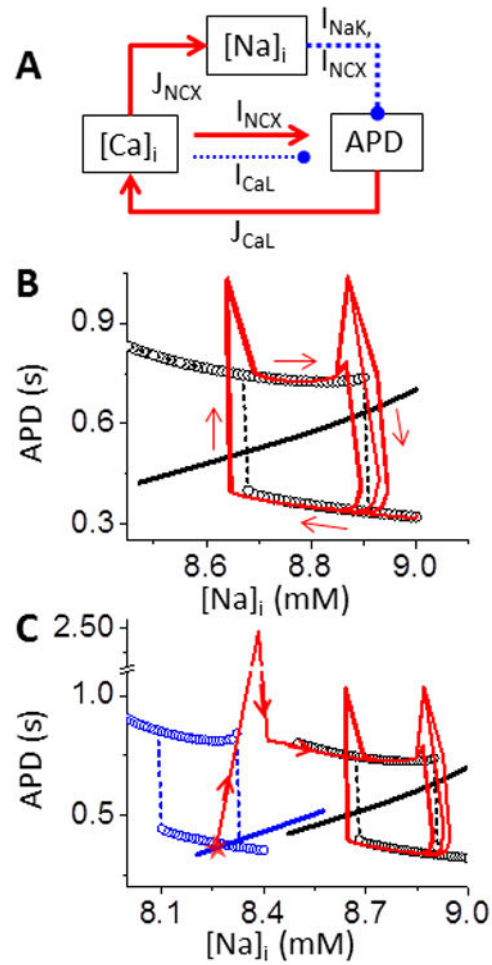 A
[Na]i
INaK,
INCX
JNCX
[Ca]i
INCX
ICaL
APD
JCaL
B
APD (s)
0.9
0.6
0.3
8.6
8.8
9.0
[Na]i (mM)
C
APD (s)
2.50
1.0
0.5
8.1
8.4
8.7
9.0
[Na]i (mM)